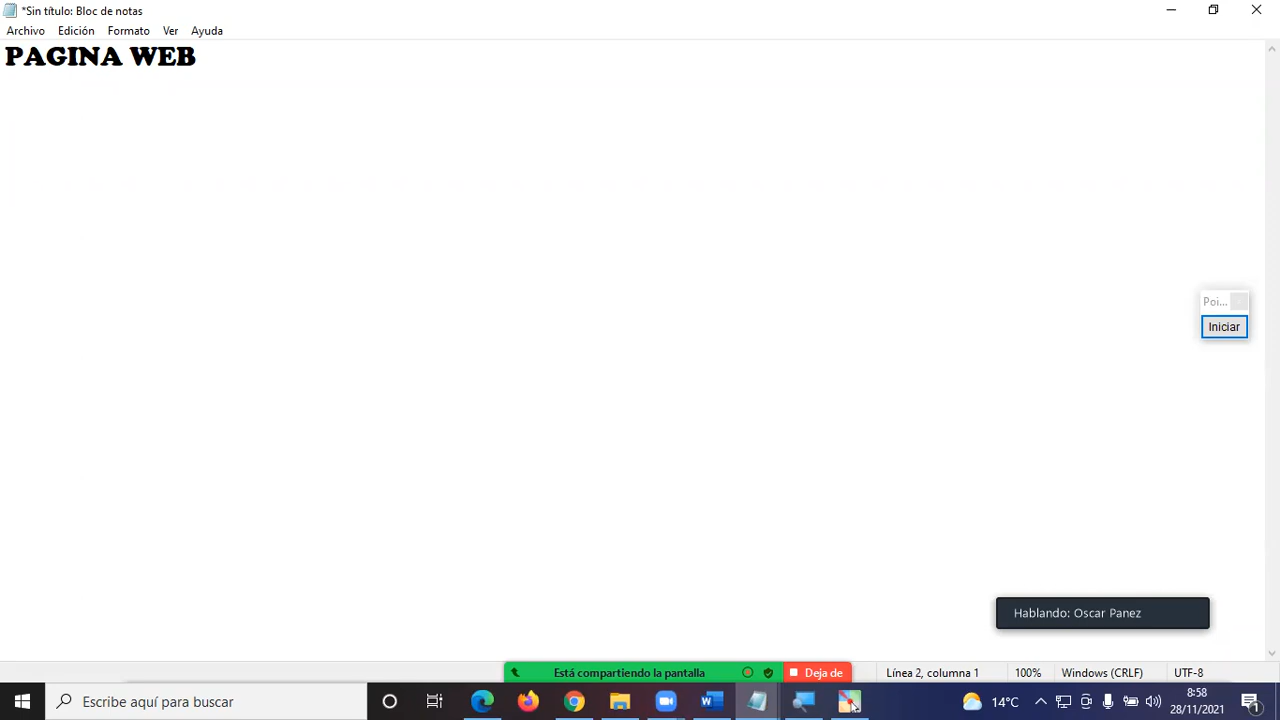 *Sin título: Bloc de notas
Archivo Edición Formato Ver Ayuda
PAGINA WEB
Poi...
Iniciar
Hablando: Oscar Panez
Está compartiendo la pantalla Deja de
Línea 2, columna 1 100% Windows (CRLF) UTF-8
Escribe aquí para buscar
14°C
8:58
28/11/2021
1